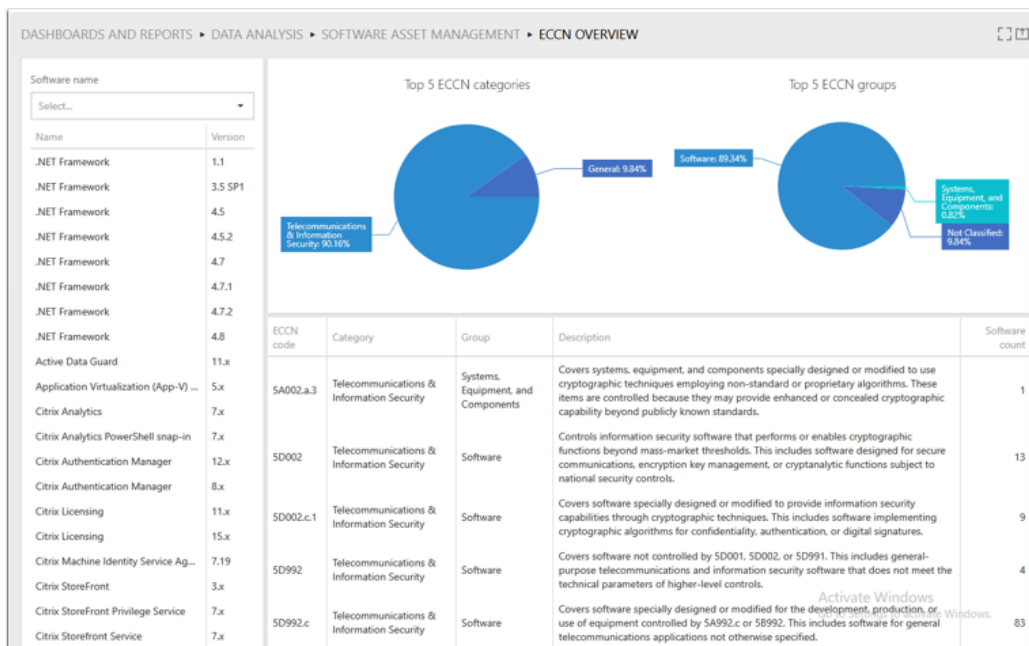 DASHBOARDS AND REPORTS ▸ DATA ANALYSIS ▸ SOFTWARE ASSET MANAGEMENT ▸ ECCN OVERVIEW
Software name
Select...
Name Version
.NET Framework 1.1
.NET Framework 3.5 SP1
.NET Framework 4.5
.NET Framework 4.5.2
.NET Framework 4.7
.NET Framework 4.7.1
.NET Framework 4.7.2
.NET Framework 4.8
Active Data Guard 11.x
Application Virtualization (App-V) ... 5.x
Citrix Analytics 7.x
Citrix Analytics PowerShell snap-in 7.x
Citrix Authentication Manager 12.x
Citrix Authentication Manager 8.x
Citrix Licensing 11.x
Citrix Licensing 15.x
Citrix Machine Identity Service Ag... 7.19
Citrix StoreFront 3.x
Citrix StoreFront Privilege Service 7.x
Citrix Storefront Service 7.x
Top 5 ECCN categories
General: 9.84%
Telecommunications
& Information
Security: 90.16%
Top 5 ECCN groups
Software: 89.34%
Systems,
Equipment, and
Components:
0.82%
Not Classified:
9.84%
ECCN
code
Category
Group
Description
Software
count
5A002.a.3
Telecommunications &
Information Security
Systems,
Equipment, and
Components
Covers systems, equipment, and components specially designed or modified to use
cryptographic techniques employing non-standard or proprietary algorithms. These
items are controlled because they may provide enhanced or concealed cryptographic
capability beyond publicly known standards.
1
5D002
Telecommunications &
Information Security
Software
Controls information security software that performs or enables cryptographic
functions beyond mass-market thresholds. This includes software designed for secure
communications, encryption key management, or cryptanalytic functions subject to
national security controls.
13
5D002.c.1
Telecommunications &
Information Security
Software
Covers software specially designed or modified to provide information security
capabilities through cryptographic techniques. This includes software implementing
cryptographic algorithms for confidentiality, authentication, or digital signatures.
9
5D992
Telecommunications &
Information Security
Software
Covers software not controlled by 5D001, 5D002, or 5D991. This includes general-
purpose telecommunications and information security software that does not meet the
technical parameters of higher-level controls.
4
5D992.c
Telecommunications &
Information Security
Software
Covers software specially designed or modified for the development, production, or
use of equipment controlled by 5A992.c or 5B992. This includes software for general
telecommunications applications not otherwise specified.
83
Activate Windows
Go to Settings to activate Windows.